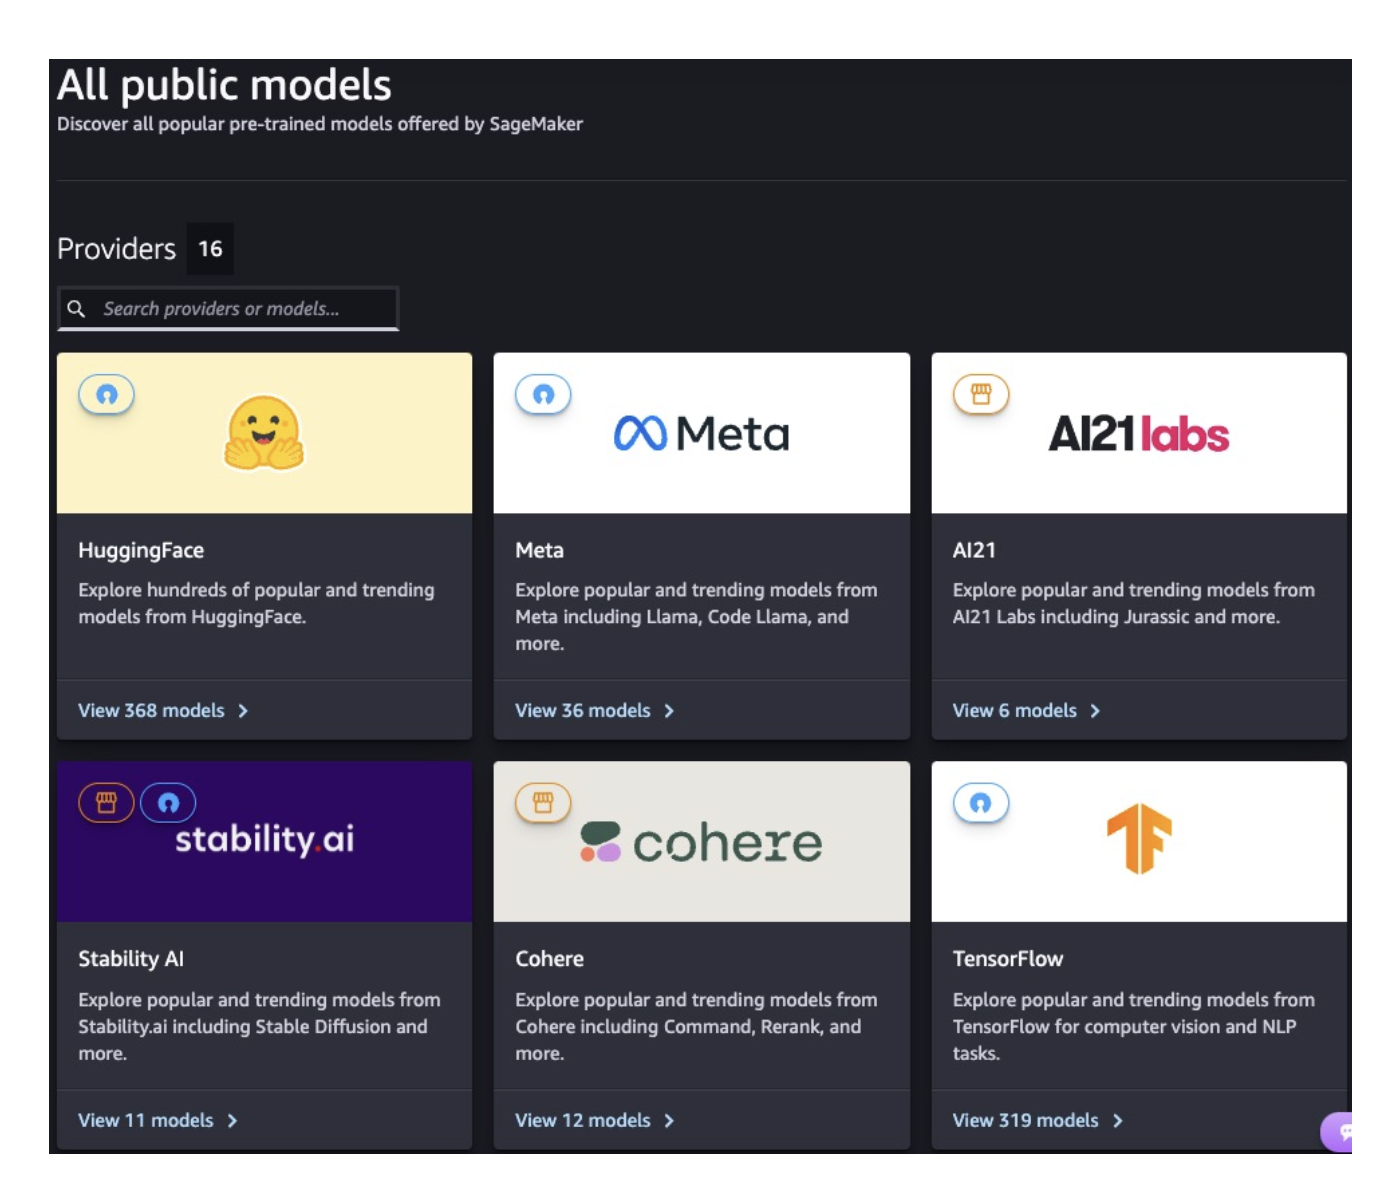 All public models
Discover all popular pre-trained models offered by SageMaker
Providers 16
Search providers or models...
Meta
AI21labs
HuggingFace
Explore hundreds of popular and trending
models from HuggingFace.
View 368 models
Meta
Explore popular and trending models from
Meta including Llama, Code Llama, and
more.
View 36 models
AI21
Explore popular and trending models from
AI21 Labs including Jurassic and more.
View 6 models
stability.ai
cohere
Stability AI
Explore popular and trending models from
Stability.ai including Stable Diffusion and
more.
View 11 models
Cohere
Explore popular and trending models from
Cohere including Command, Rerank, and
more.
View 12 models
TensorFlow
Explore popular and trending models from
TensorFlow for computer vision and NLP
tasks.
View 319 models